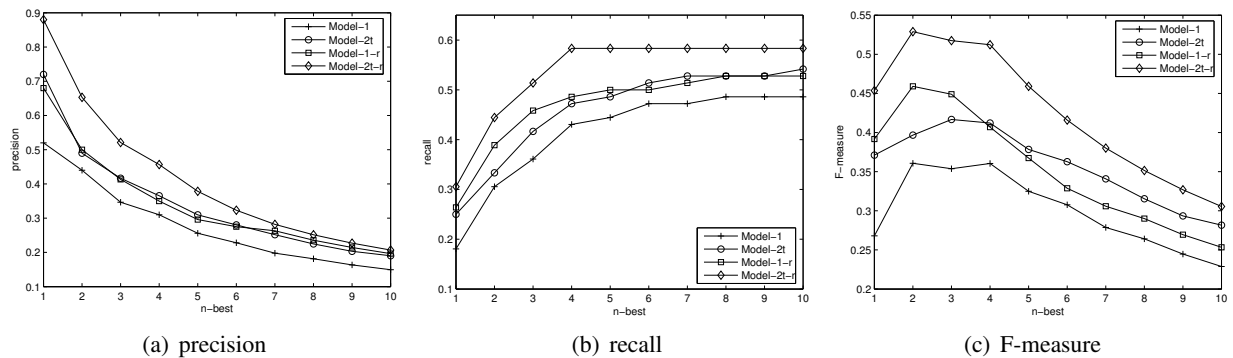 0.9
0.8
0.7
0.6
0.5
0.4
0.3
0.2
0.1
precision
1 2 3 4 5 6 7 8 9 10
n−best
Model−1
Model−2t
Model−1−r
Model−2t−r
(a) precision
0.6
0.5
0.4
0.3
0.2
0.1
recall
1 2 3 4 5 6 7 8 9 10
n−best
Model−1
Model−2t
Model−1−r
Model−2t−r
(b) recall
0.55
0.5
0.45
0.4
0.35
0.3
0.25
0.2
F−measure
1 2 3 4 5 6 7 8 9 10
n−best
Model−1
Model−2t
Model−1−r
Model−2t−r
(c) F-measure